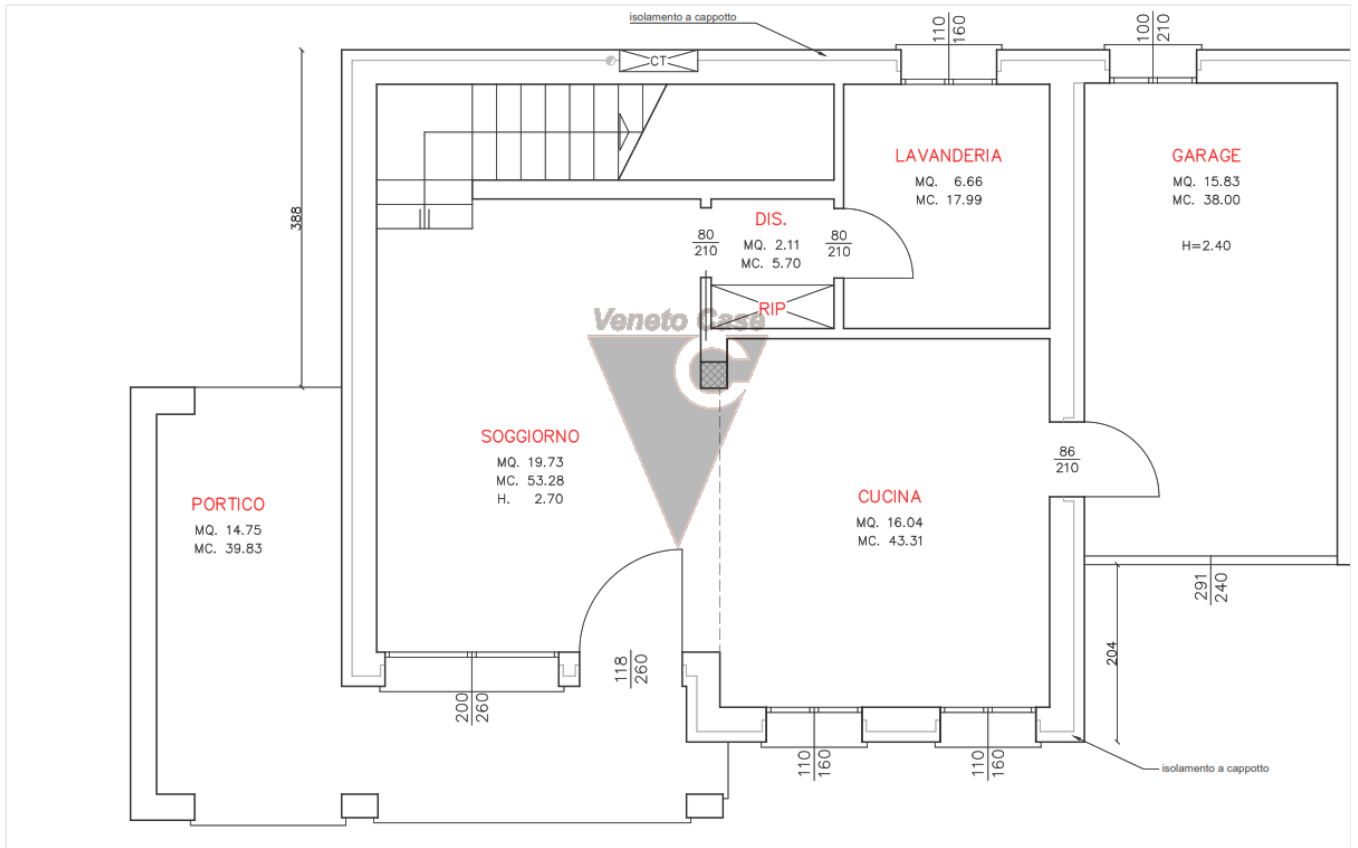 isolamento a cappotto
110
160
100
210
CT
388
LAVANDERIA
MQ. 6.66
MC. 17.99
GARAGE
MQ. 15.83
MC. 38.00
H=2.40
DIS.
MQ. 2.11
MC. 5.70
80
210
80
210
RIP
Veneto Case
C
SOGGIORNO
MQ. 19.73
MC. 53.28
H. 2.70
86
210
CUCINA
MQ. 16.04
MC. 43.31
PORTICO
MQ. 14.75
MC. 39.83
291
240
204
118
260
200
260
110
160
110
160
isolamento a cappotto